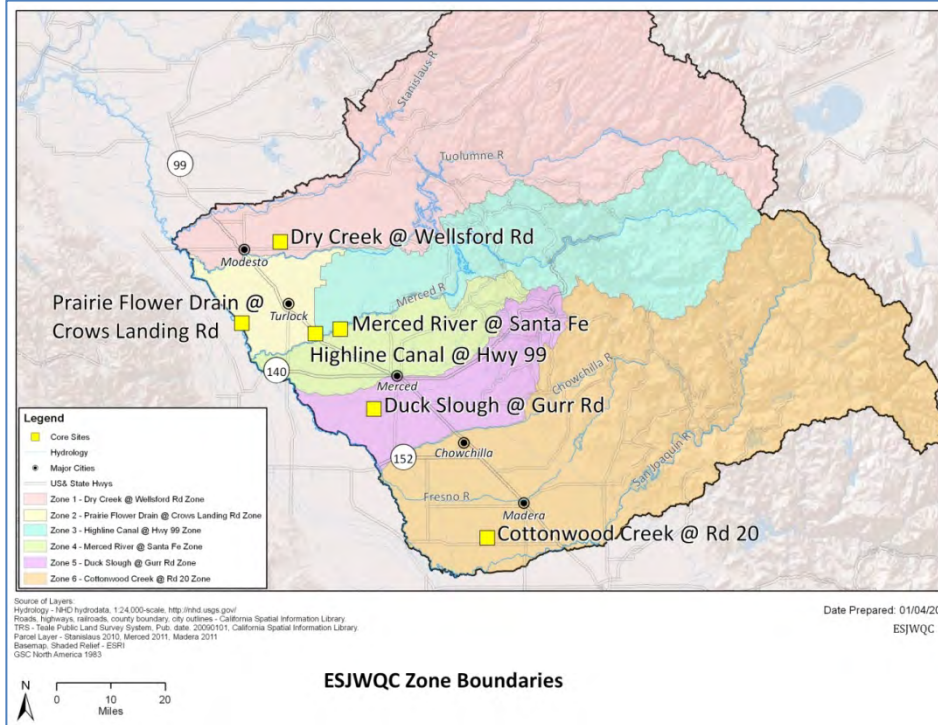 Stanislaus R
99
Tuolumne R
Dry Creek @ Wellsford Rd
Modesto
Prairie Flower Drain @
Crows Landing Rd
Turlock
Merced R
Merced River @ Santa Fe
Highline Canal @ Hwy 99
140
Merced
Chowchilla R
Duck Slough @ Gurr Rd
152
Chowchilla
San Joaquin R
Fresno R
Madera
Cottonwood Creek @ Rd 20
Legend
Core Sites
Hydrology
Major Cities
US& State Hwys
Zone 1 - Dry Creek @ Wellsford Rd Zone
Zone 2 - Prairie Flower Drain @ Crows Landing Rd Zone
Zone 3 - Highline Canal @ Hwy 99 Zone
Zone 4 - Merced River @ Santa Fe Zone
Zone 5 - Duck Slough @ Gurr Rd Zone
Zone 6 - Cottonwood Creek @ Rd 20 Zone
Source of Layers:
Hydrology - NHD hydrodata, 1:24,000-scale, http://nhd.usgs.gov/
Roads, highways, railroads, county boundary, city outlines - California Spatial Information Library.
TRS - Teale Public Land Survey System, Pub. date. 20090101, California Spatial Information Library.
Parcel Layer - Stanislaus 2010, Merced 2011, Madera 2011
Basemap, Shaded Relief - ESRI
GSC North America 1983
Date Prepared: 01/04/20
ESJWQC
N
0 10 20
Miles
ESJWQC Zone Boundaries